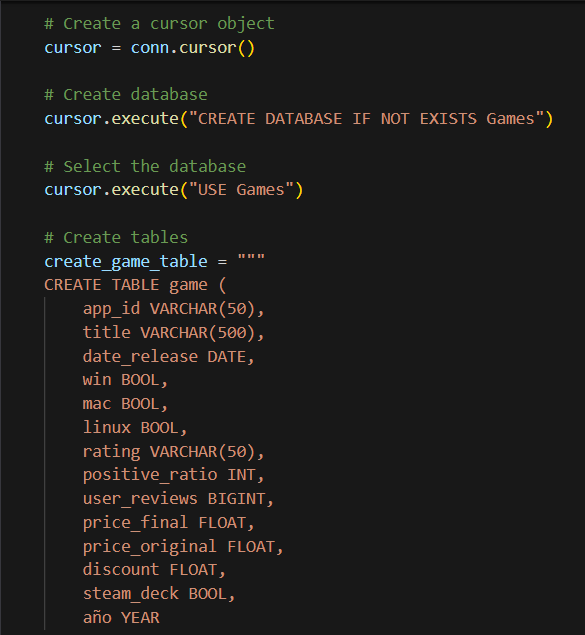 # Create a cursor object
cursor = conn.cursor()
# Create database
cursor.execute("CREATE DATABASE IF NOT EXISTS Games")
# Select the database
cursor.execute("USE Games")
# Create tables
create_game_table = """
CREATE TABLE game (
app_id VARCHAR(50),
title VARCHAR(500),
date_release DATE,
win BOOL,
mac BOOL,
linux BOOL,
rating VARCHAR(50),
positive_ratio INT,
user_reviews BIGINT,
price_final FLOAT,
price_original FLOAT,
discount FLOAT,
steam_deck BOOL,
año YEAR